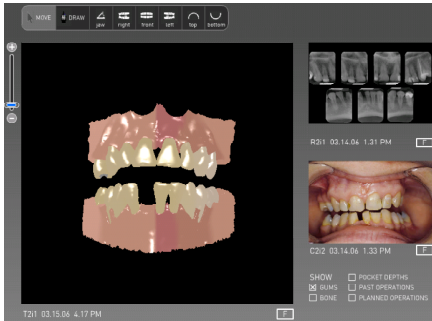 MOVE DRAW jaw right front left top bottom
R2i1 03.14.06 1.31 PM F
C2i2 03.14.06 1.33 PM F
SHOW POCKET DEPTHS
GUMS PAST OPERATIONS
BONE PLANNED OPERATIONS
T2i1 03.15.06 4.17 PM F